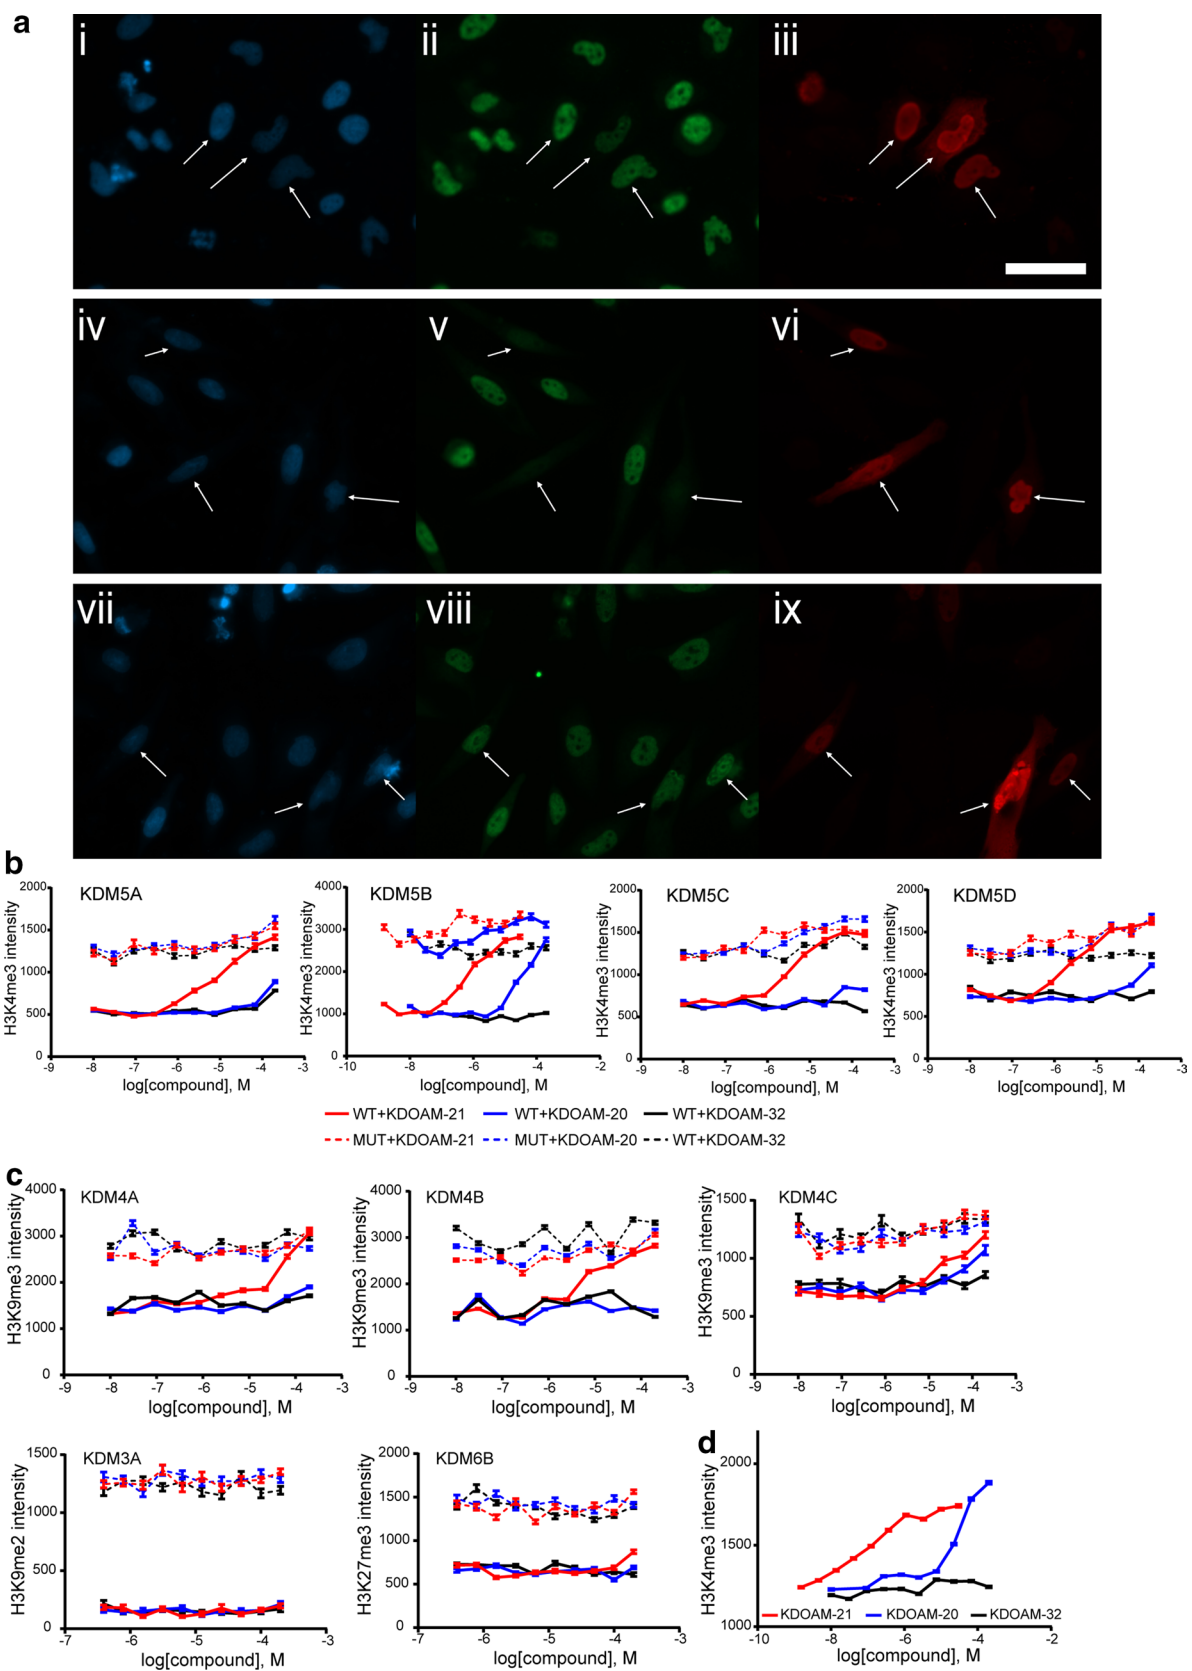 a
i
ii
iii
iv
v
vi
vii
viii
ix
b
KDM5A
H3K4me3 intensity
2000
1500
1000
500
0
-8
-7
-6
-5
-4
-3
log[compound], M
KDM5B
H3K4me3 intensity
4000
3000
2000
1000
0
-10
-8
-6
-4
-2
log[compound], M
KDM5C
H3K4me3 intensity
2000
1500
1000
500
0
-9
-8
-7
-6
-5
-4
-3
log[compound], M
KDM5D
H3K4me3 intensity
2000
1500
1000
500
0
-9
-8
-7
-6
-5
-4
-3
log[compound], M
WT+KDOAM-21
WT+KDOAM-20
WT+KDOAM-32
MUT+KDOAM-21
MUT+KDOAM-20
WT+KDOAM-32
c
KDM4A
H3K9me3 intensity
4000
3000
2000
1000
0
-9
-8
-7
-6
-5
-4
-3
log[compound], M
KDM4B
H3K9me3 intensity
4000
3000
2000
1000
0
-9
-8
-7
-6
-5
-4
-3
log[compound], M
KDM4C
H3K9me3 intensity
1500
1000
500
0
-9
-8
-7
-6
-5
-4
-3
log[compound], M
KDM3A
H3K9me2 intensity
1500
1000
500
0
-7
-6
-5
-4
-3
log[compound], M
KDM6B
H3K27me3 intensity
2000
1500
1000
500
0
-7
-6
-5
-4
-3
log[compound], M
d
H3K4me3 intensity
2000
1500
1000
KDOAM-21
KDOAM-20
KDOAM-32
-10
-8
-6
-4
-2
log[compound], M